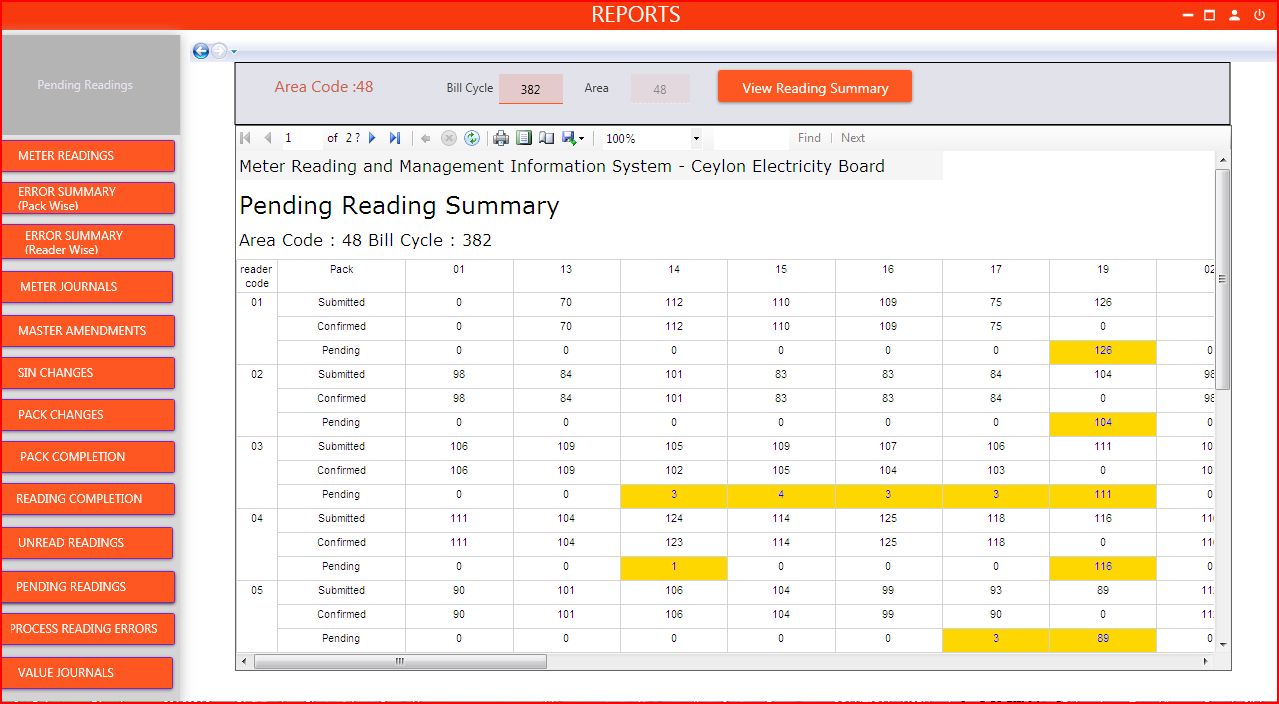 REPORTS
Pending Readings
METER READINGS
ERROR SUMMARY
(Pack Wise)
ERROR SUMMARY
(Reader Wise)
METER JOURNALS
MASTER AMENDMENTS
SIN CHANGES
PACK CHANGES
PACK COMPLETION
READING COMPLETION
UNREAD READINGS
PENDING READINGS
PROCESS READING ERRORS
VALUE JOURNALS
Area Code :48 Bill Cycle 382 Area 48 View Reading Summary
1 of 2 ? 100% Find | Next
Meter Reading and Management Information System - Ceylon Electricity Board
Pending Reading Summary
Area Code : 48 Bill Cycle : 382
reader code Pack 01 13 14 15 16 17 19 02
01 Submitted 0 70 112 110 109 75 126
Confirmed 0 70 112 110 109 75 0
Pending 0 0 0 0 0 0 126 0
02 Submitted 98 84 101 83 83 84 104 98
Confirmed 98 84 101 83 83 84 0 98
Pending 0 0 0 0 0 0 104 0
03 Submitted 106 109 105 109 107 106 111 10
Confirmed 106 109 102 105 104 103 0 10
Pending 0 0 3 4 3 3 111 0
04 Submitted 111 104 124 114 125 118 116 11
Confirmed 111 104 123 114 125 118 0 11
Pending 0 0 1 0 0 0 116 0
05 Submitted 90 101 106 104 99 93 89 11
Confirmed 90 101 106 104 99 90 0 11
Pending 0 0 0 0 0 3 89 0